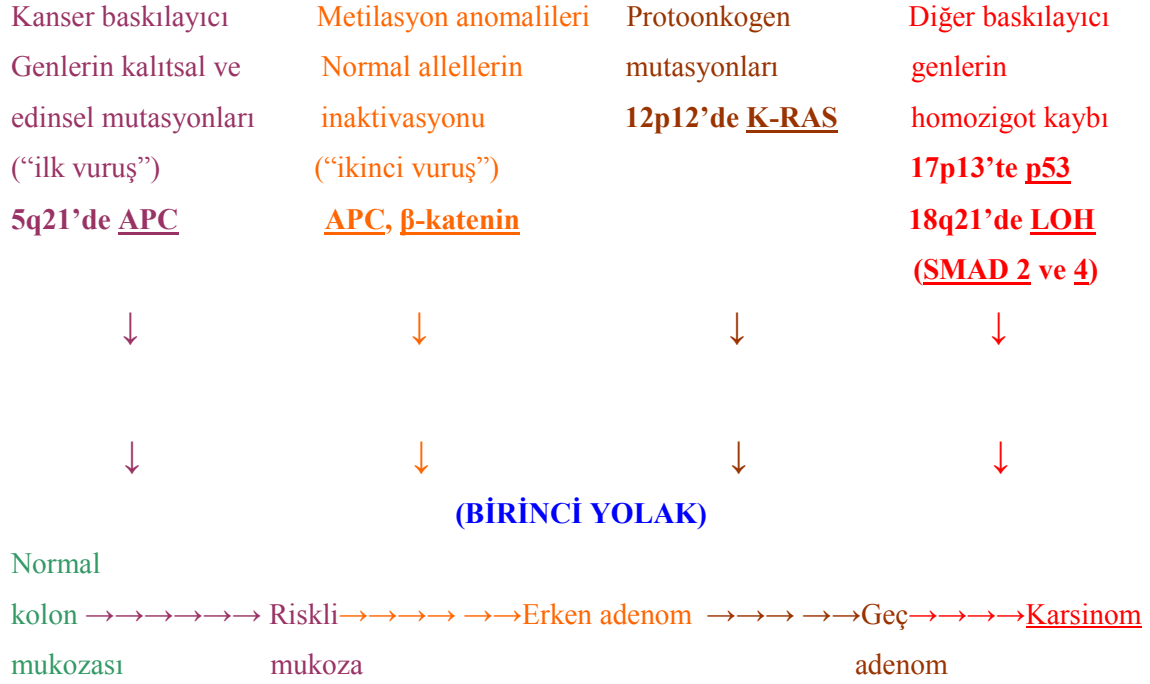 Kanser baskılayıcı
Genlerin kalıtsal ve
edinsel mutasyonları
(“ilk vuruş”)
5q21’de APC
Metilasyon anomalileri
Normal allellerin
inaktivasyonu
(“ikinci vuruş”)
APC, β-katenin
Protoonkogen
mutasyonları
12p12’de K-RAS
Diğer baskılayıcı
genlerin
homozigot kaybı
17p13’te p53
18q21’de LOH
(SMAD 2 ve 4)
↓ ↓ ↓ ↓
↓ ↓ ↓ ↓
(BİRİNCİ YOLAK)
Normal
kolon →→→→→→ Riskli→→→→ →→Erken adenom →→→ →→Geç→→→→Karsinom
mukozası mukoza adenom